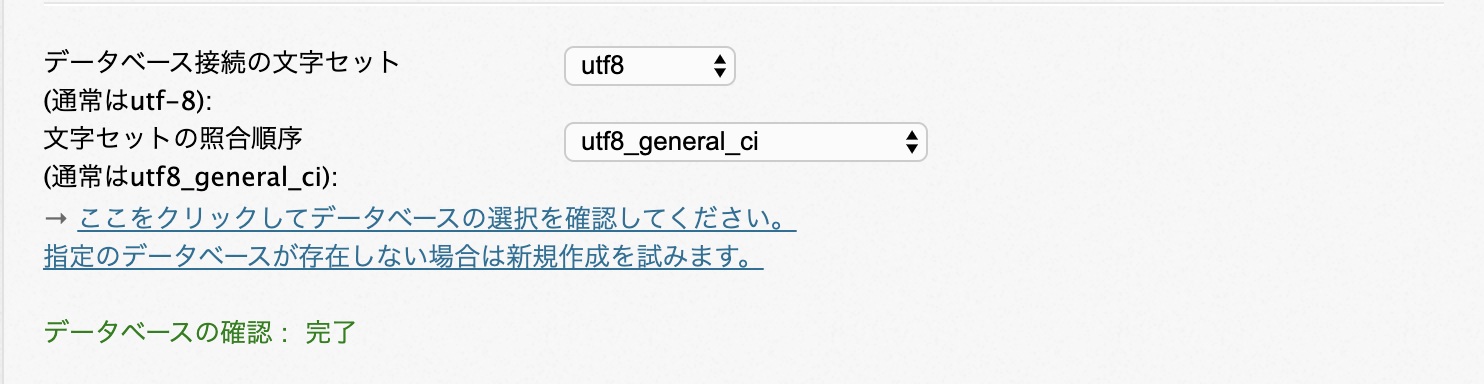 データベース接続の文字セット
utf8
(通常はutf-8):
文字セットの照合順序
utf8_general_ci
(通常はutf8_general_ci):
→ ここをクリックしてデータベースの選択を確認してください。
指定のデータベースが存在しない場合は新規作成を試みます。
データベースの確認： 完了